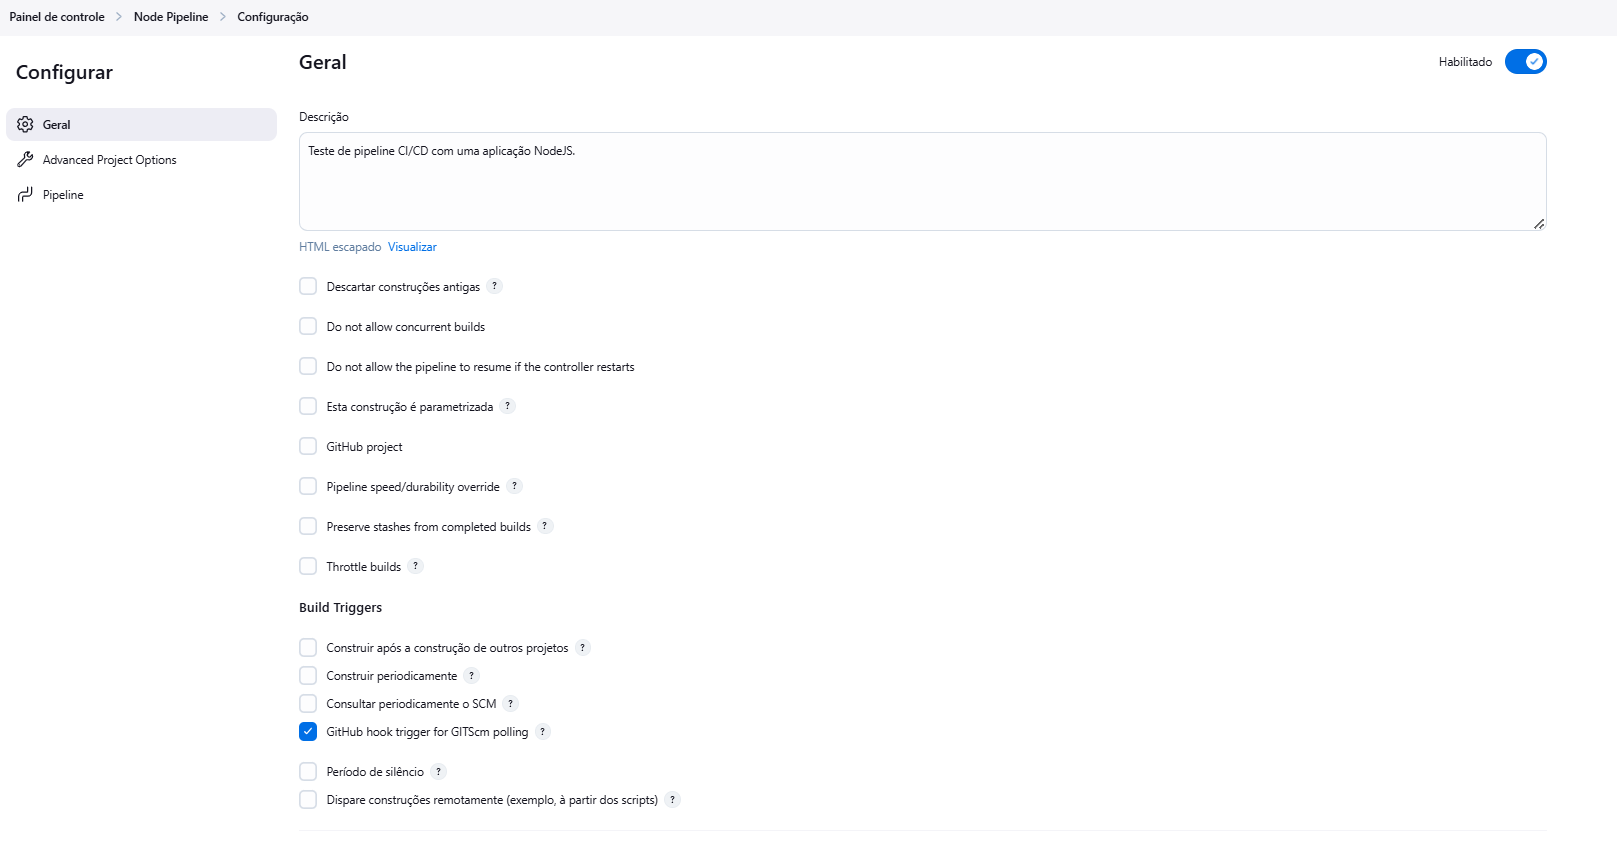 Painel de controle > Node Pipeline > Configuração
Configurar
Geral
Advanced Project Options
Pipeline
Geral
Habilitado
Descrição
Teste de pipeline CI/CD com uma aplicação NodeJS.
HTML escapado Visualizar
Descartar construções antigas ?
Do not allow concurrent builds
Do not allow the pipeline to resume if the controller restarts
Esta construção é parametrizada ?
GitHub project
Pipeline speed/durability override ?
Preserve stashes from completed builds ?
Throttle builds ?
Build Triggers
Construir após a construção de outros projetos ?
Construir periodicamente ?
Consultar periodicamente o SCM ?
GitHub hook trigger for GITScm polling ?
Período de silêncio ?
Dispare construções remotamente (exemplo, à partir dos scripts) ?